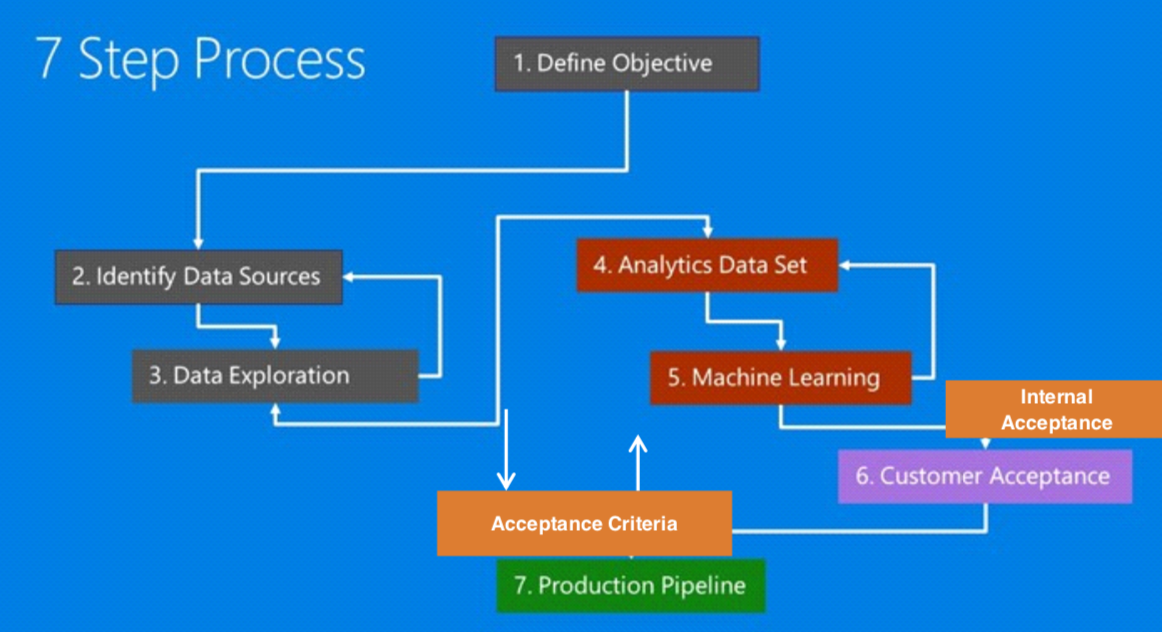 7 Step Process
1. Define Objective
2. Identify Data Sources
3. Data Exploration
4. Analytics Data Set
5. Machine Learning
Internal
Acceptance
6. Customer Acceptance
Acceptance Criteria
7. Production Pipeline